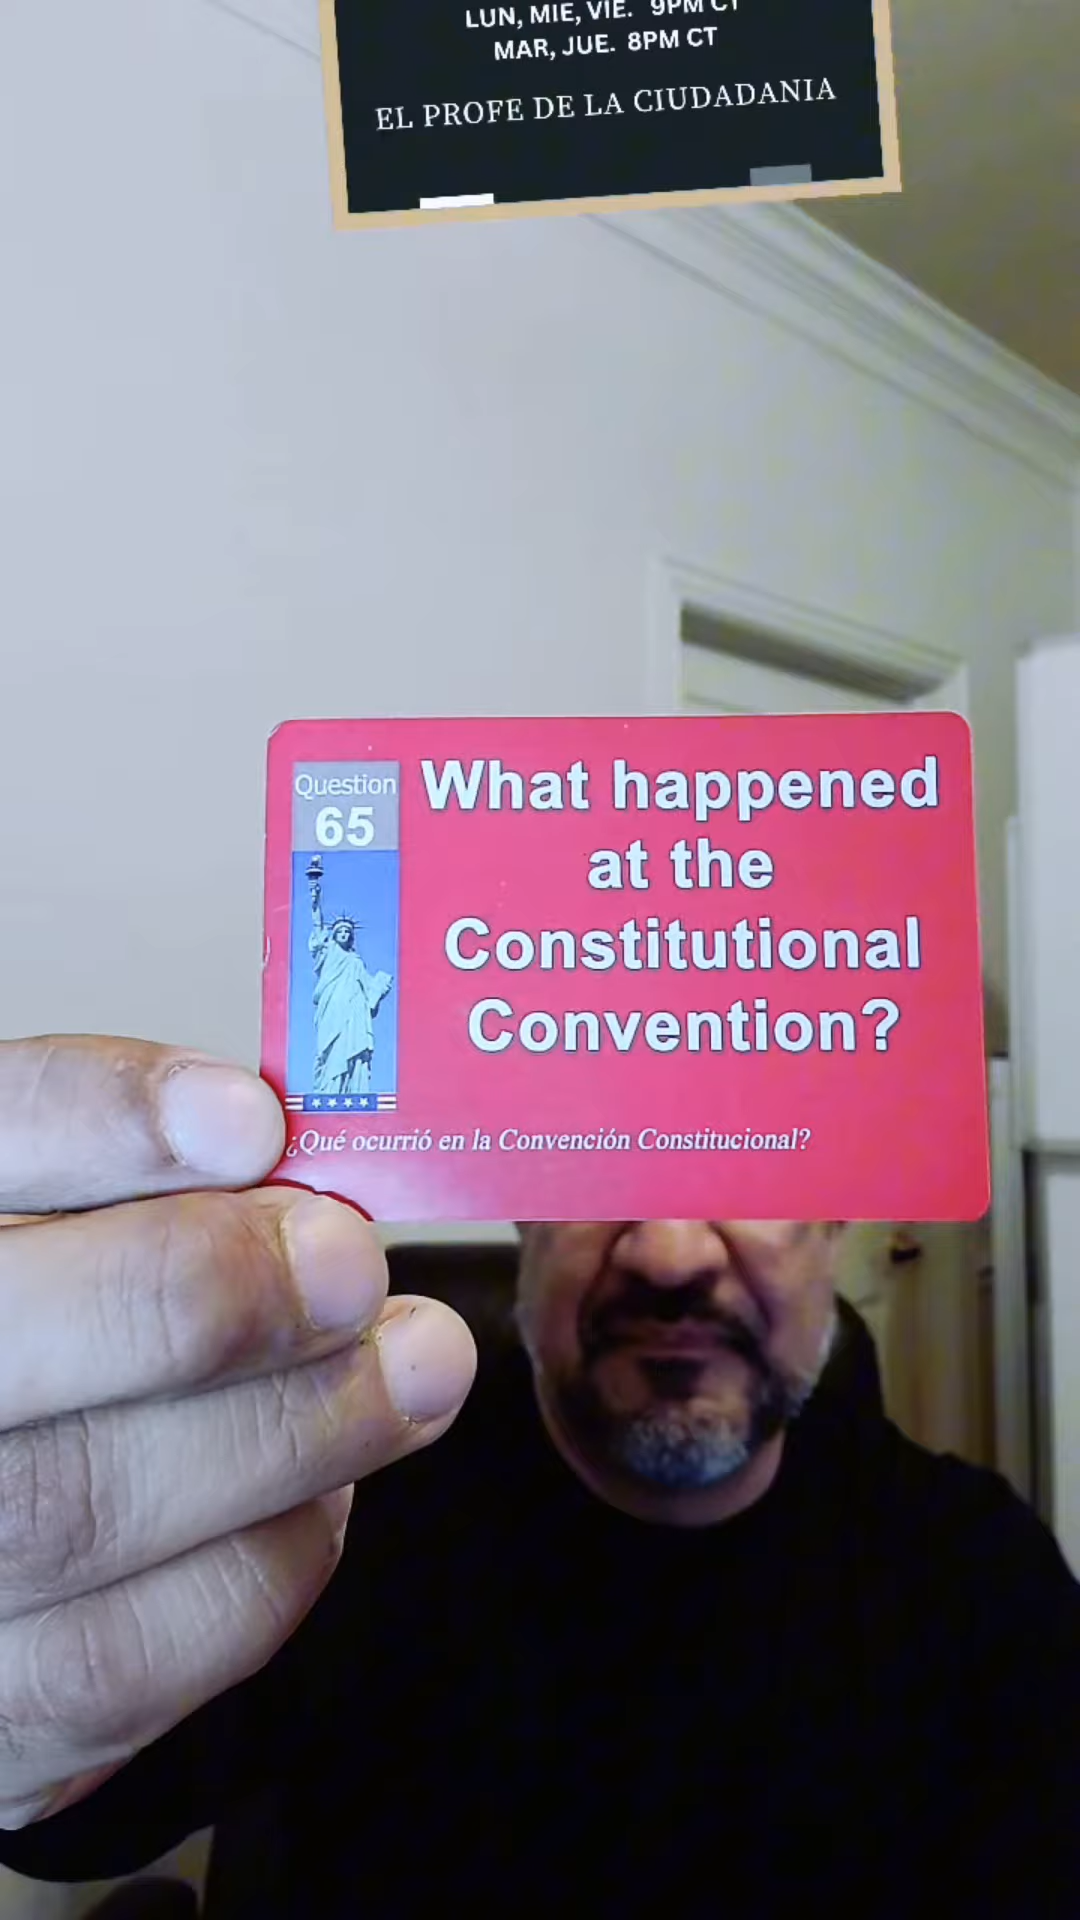 LUN, MIE, VIE. 9PM CT
MAR, JUE. 8PM CT
EL PROFE DE LA CIUDADANIA
Question
65
What happened
at the
Constitutional
Convention?
¿Qué ocurrió en la Convención Constitucional?